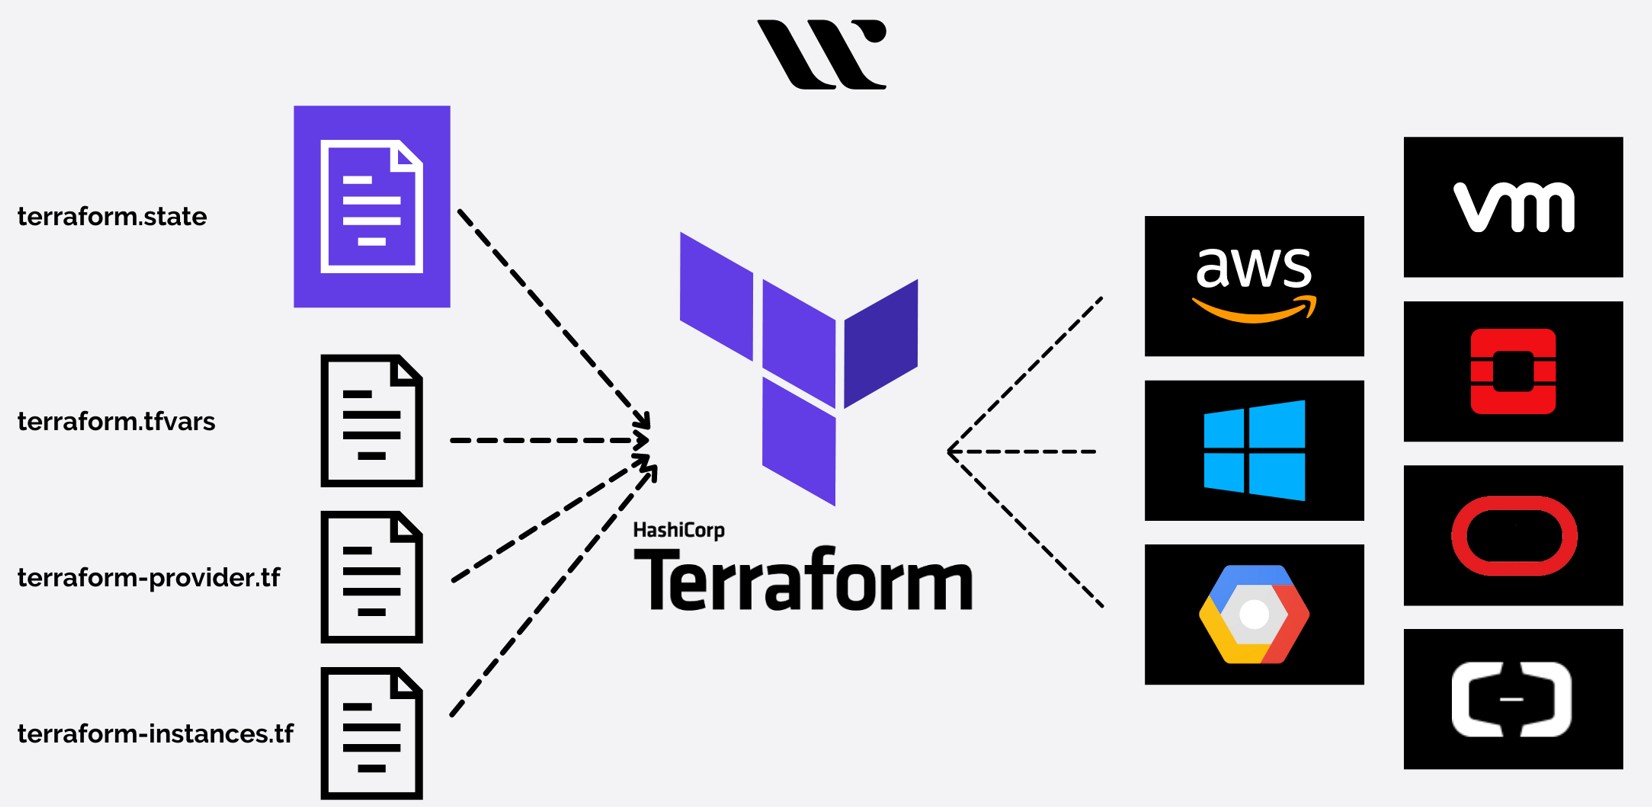 terraform.state
terraform.tfvars
terraform-provider.tf
terraform-instances.tf
HashiCorp
Terraform
aws
vm